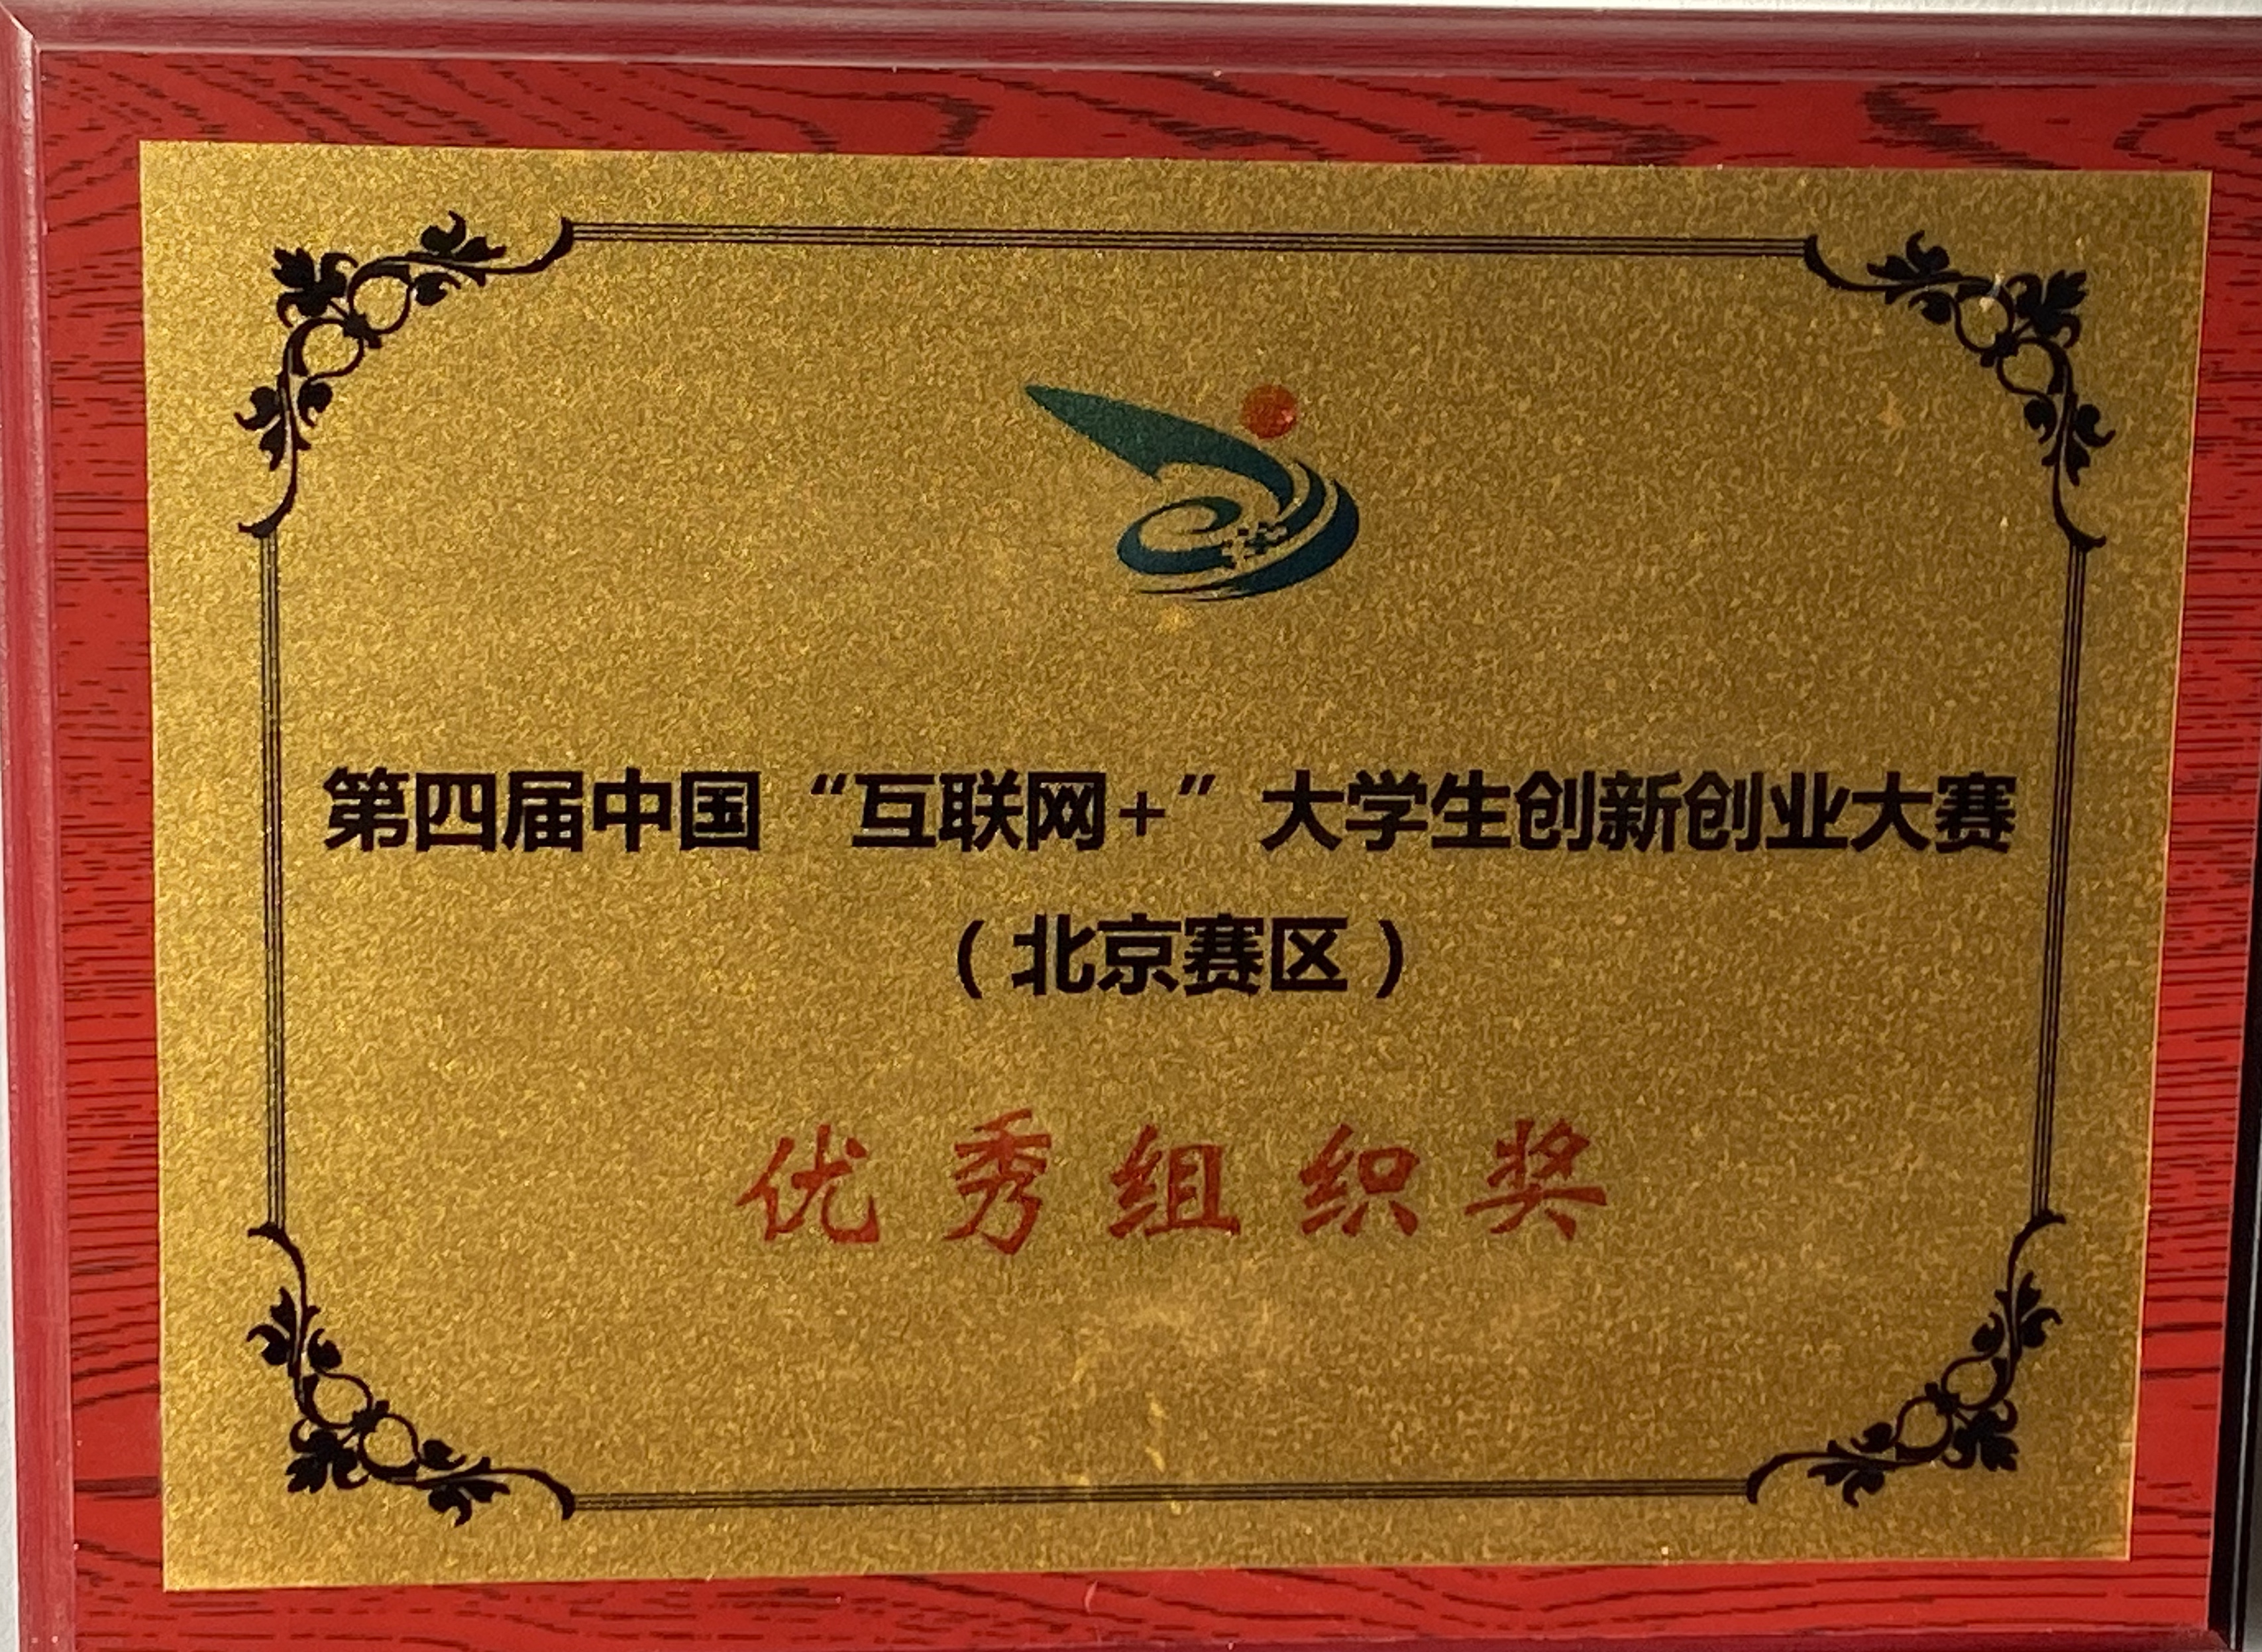 第四届中国“互联网+”大学生创新创业大赛
（北京赛区）
优秀组织奖